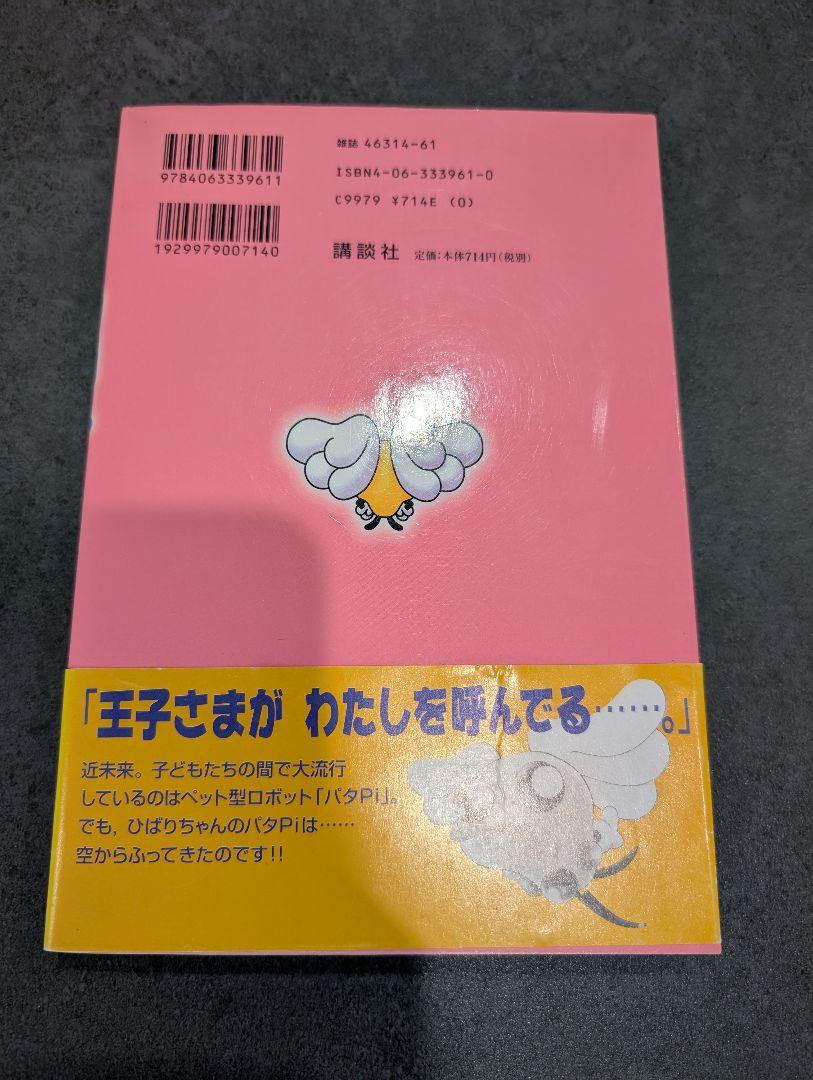 雑誌 46314-61
9784063339611
ISBN4-06-333961-0
C9979 ¥714E (0)
1929979007140
講談社 定価:本体714円(税別)
「王子さまが わたしを呼んでる……。」
近未来。子どもたちの間で大流行
しているのはペット型ロボット「パタPi」。
でも,ひばりちゃんのパタPiは……
空からふってきたのです!!